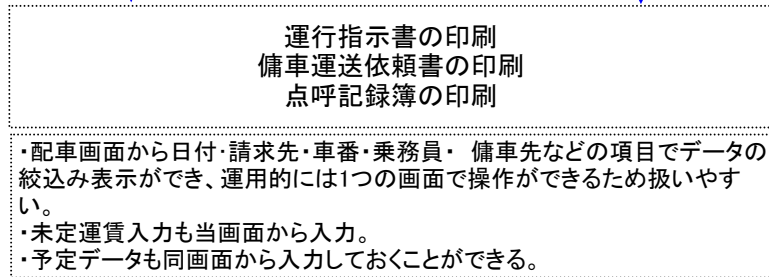 運行指示書の印刷
傭車運送依頼書の印刷
点呼記録簿の印刷
・配車画面から日付・請求先・車番・乗務員・ 傭車先などの項目でデータの
絞込み表示ができ、運用的には1つの画面で操作ができるため扱いやす
い。
・未定運賃入力も当画面から入力。
・予定データも同画面から入力しておくことができる。